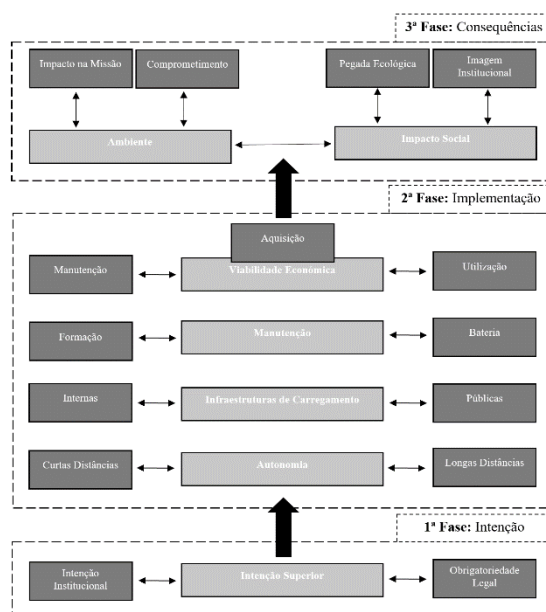 3ª Fase: Consequências
Impacto na Missão
Comprometimento
Pegada Ecológica
Imagem
Institucional
Ambiente
Impacto Social
2ª Fase: Implementação
Aquisição
Manutenção
Viabilidade Económica
Utilização
Formação
Manutenção
Bateria
Internas
Infraestruturas de Carregamento
Públicas
Curtas Distâncias
Autonomia
Longas Distâncias
1ª Fase: Intenção
Intenção
Institucional
Intenção Superior
Obrigatoriedade
Legal